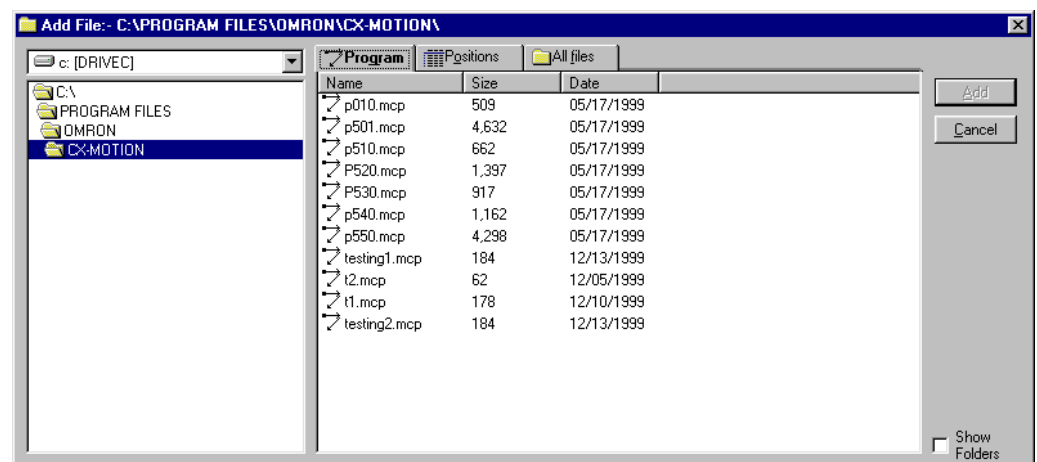 Add File:- C:\PROGRAM FILES\OMRON\CX-MOTION\
c: [DRIVEC]
C:\
PROGRAM FILES
OMRON
CX-MOTION
Program Positions All files
Name Size Date
p010.mcp 509 05/17/1999
p501.mcp 4,632 05/17/1999
p510.mcp 662 05/17/1999
P520.mcp 1,397 05/17/1999
P530.mcp 917 05/17/1999
p540.mcp 1,162 05/17/1999
p550.mcp 4,298 05/17/1999
testing1.mcp 184 12/13/1999
t2.mcp 62 12/05/1999
t1.mcp 178 12/10/1999
testing2.mcp 184 12/13/1999
Add
Cancel
Show
Folders